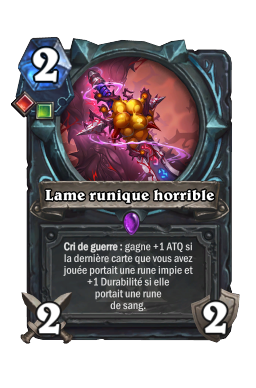 2
Lame runique horrible
Cri de guerre : gagne +1 ATQ si
la dernière carte que vous avez
jouée portait une rune impie et
+1 Durabilité si elle
portait une rune
de sang.
2
2